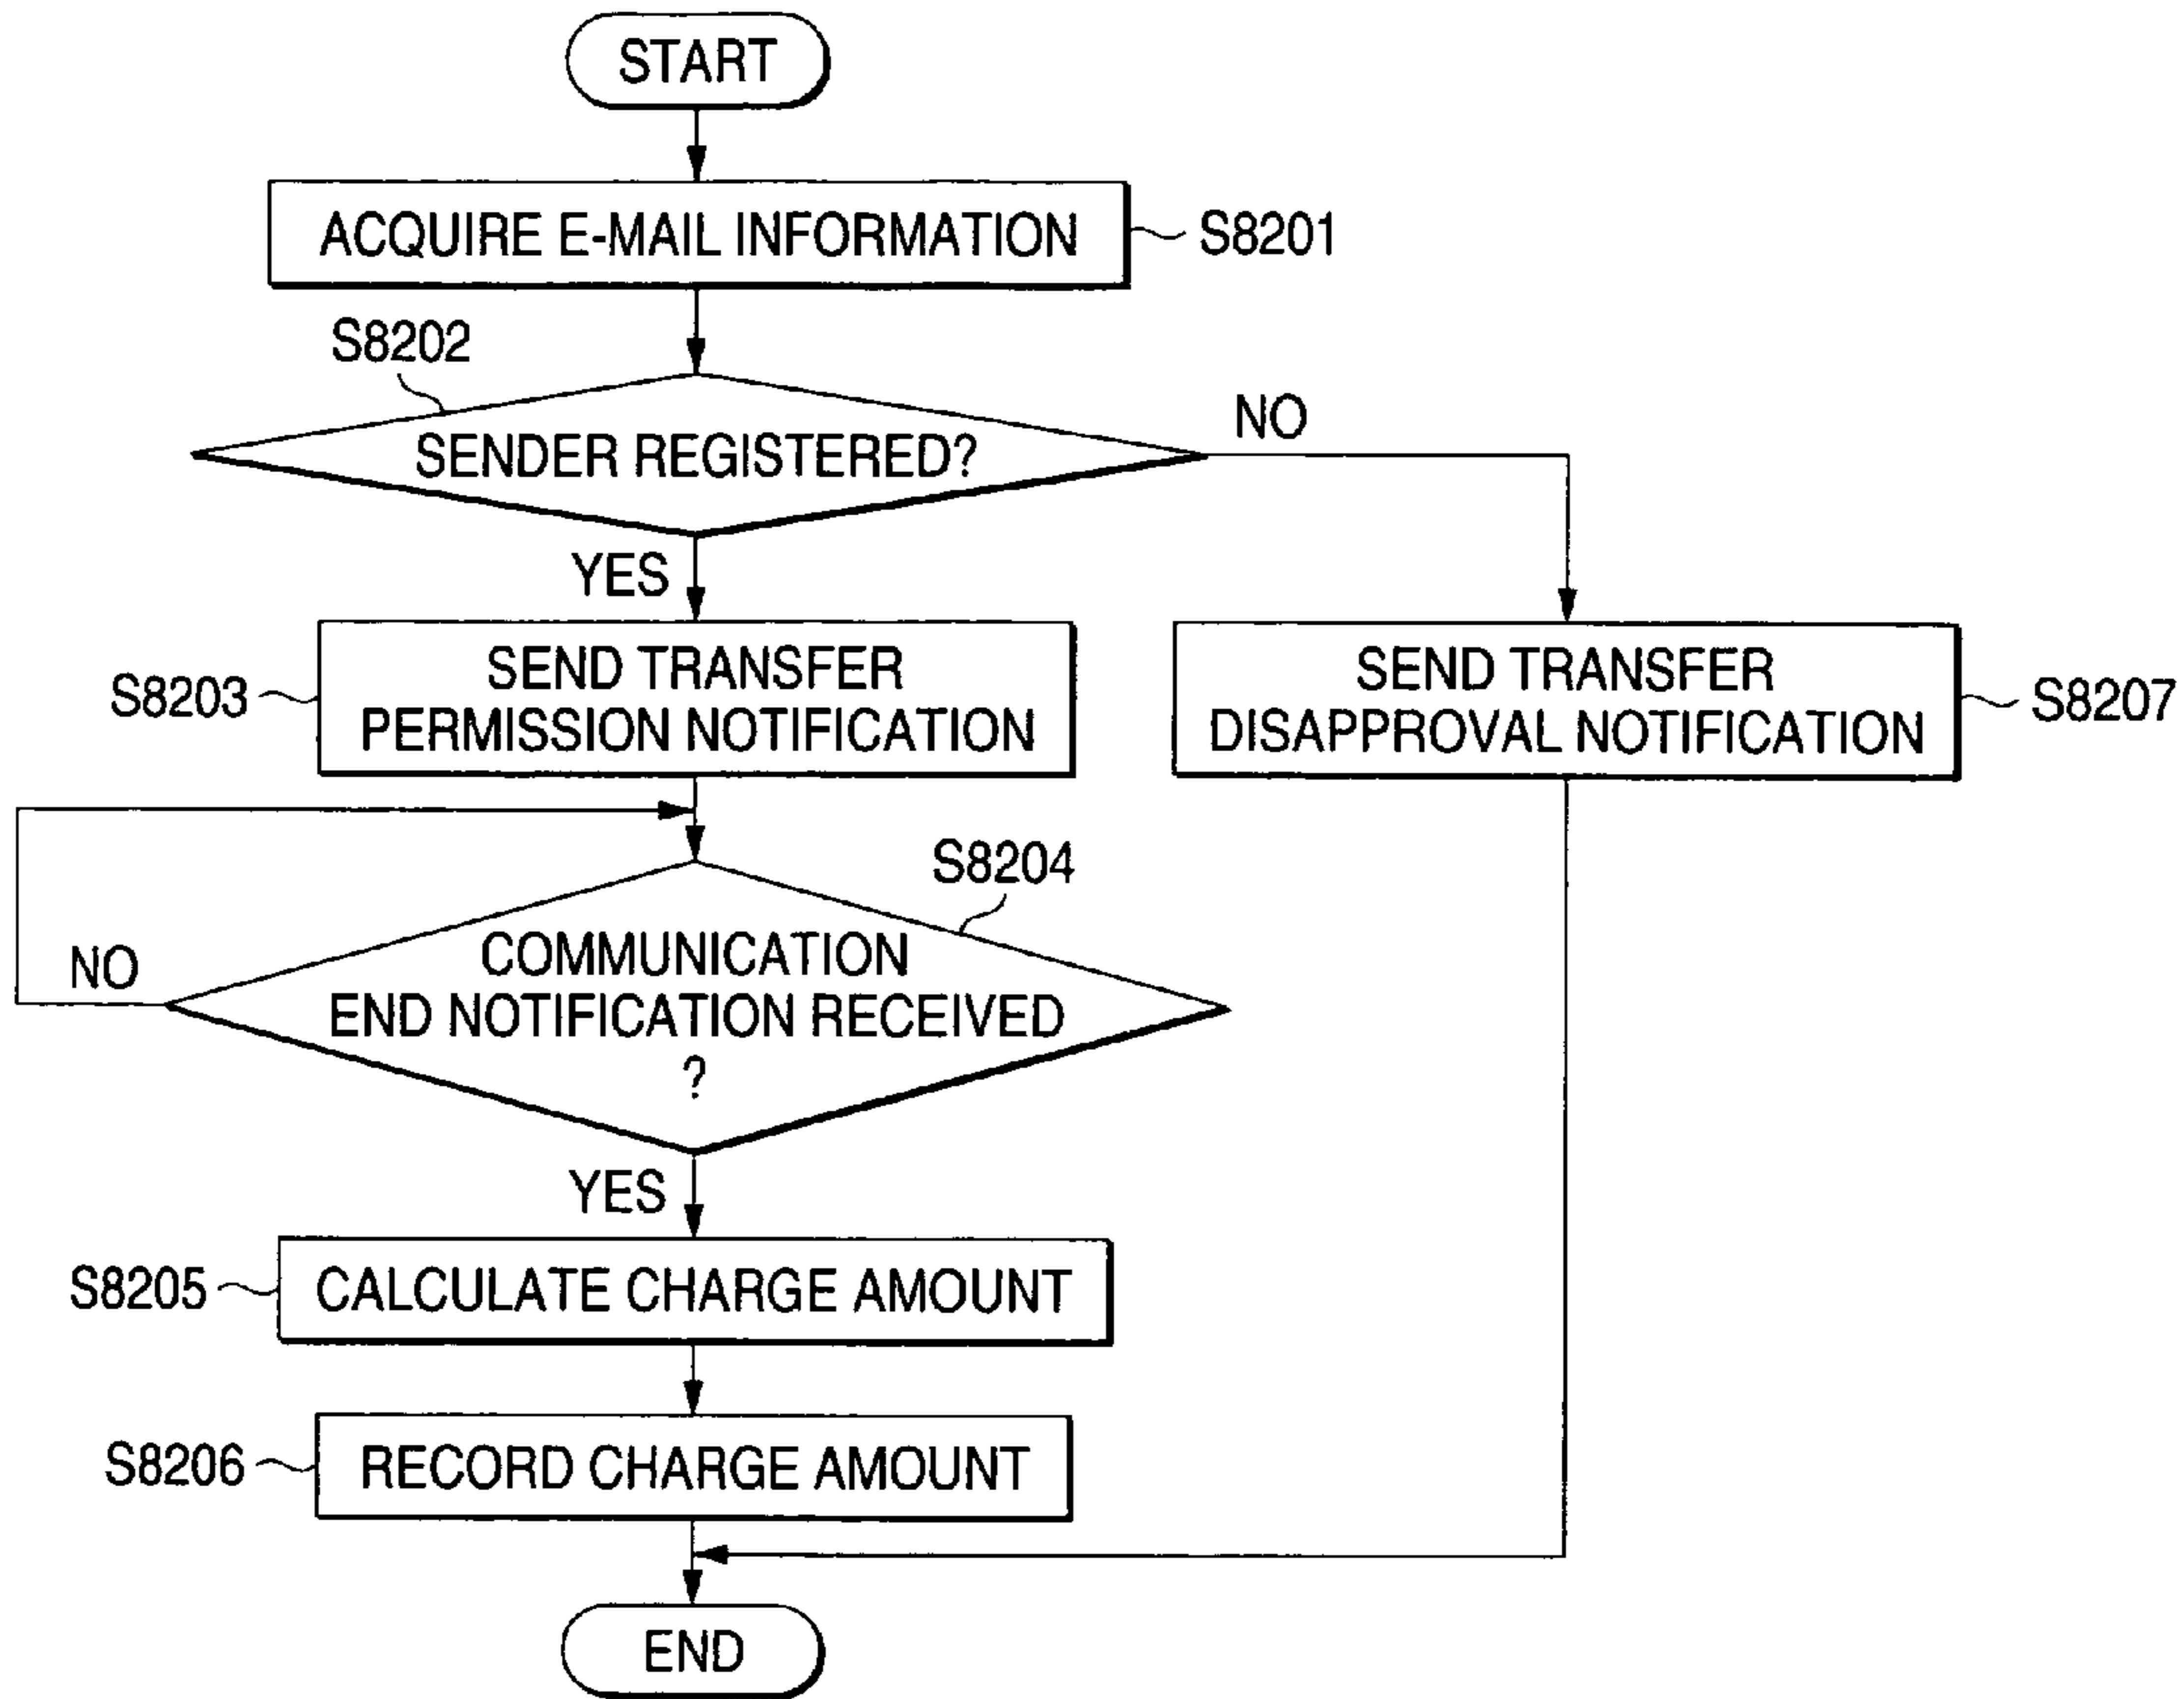 START
ACQUIRE E-MAIL INFORMATION
S8201
S8202
SENDER REGISTERED?
NO
YES
SEND TRANSFER
PERMISSION NOTIFICATION
S8203
SEND TRANSFER
DISAPPROVAL NOTIFICATION
S8207
S8204
COMMUNICATION
END NOTIFICATION RECEIVED
?
NO
YES
S8205
CALCULATE CHARGE AMOUNT
S8206
RECORD CHARGE AMOUNT
END